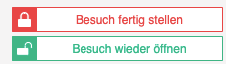 Besuch fertig stellen
Besuch wieder öffnen